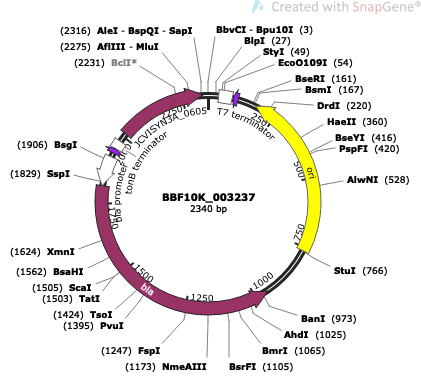 Created with SnapGene®
(2316) AleI - BspQI - SapI
(2275) AflIII - MluI
(2231) BclI*
BbvCI - Bpu10I (3)
BlpI (27)
StyI (49)
EcoO109I (54)
BseRI (161)
BsmI (167)
DrdI (220)
HaeII (360)
BseYI (416)
PspFI (420)
AlwNI (528)
StuI (766)
BanI (973)
AhdI (1025)
BmrI (1065)
BsrFI (1105)
(1173) NmeAIII
(1247) FspI
(1395) PvuI
(1424) TsoI
(1503) TatI
(1505) ScaI
(1562) BsaHI
(1624) XmnI
(1829) SspI
(1906) BsgI
JCVISYN3A_0605
T7 terminator
tonB terminator
bla promoter
ori
bla
250
500
750
1000
1250
1500
1750
2000
2250
BBF10K_003237
2340 bp